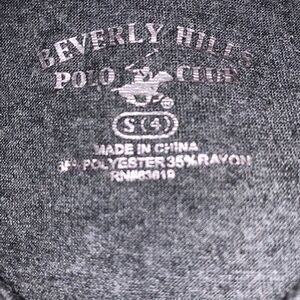 BEVERLY HILLS
POLO CLUB
S (4)
MADE IN CHINA
POLYESTER 35% RAYON
RN#63619